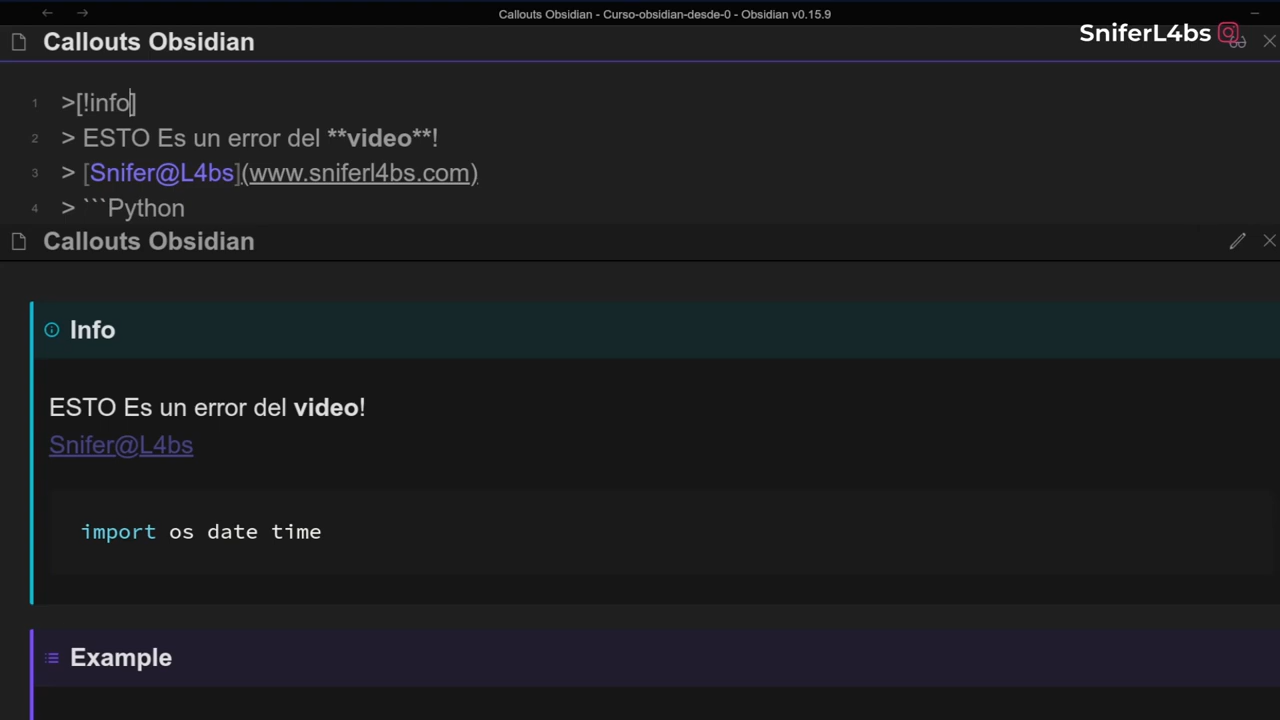 Callouts Obsidian - Curso-obsidian-desde-0 - Obsidian v0.15.9
Callouts Obsidian
SniferL4bs
1 >[!info]
2 > ESTO Es un error del **video**!
3 > [Snifer@L4bs](www.sniferl4bs.com)
4 > ```Python
Callouts Obsidian
Info
ESTO Es un error del video!
Snifer@L4bs
import os date time
Example